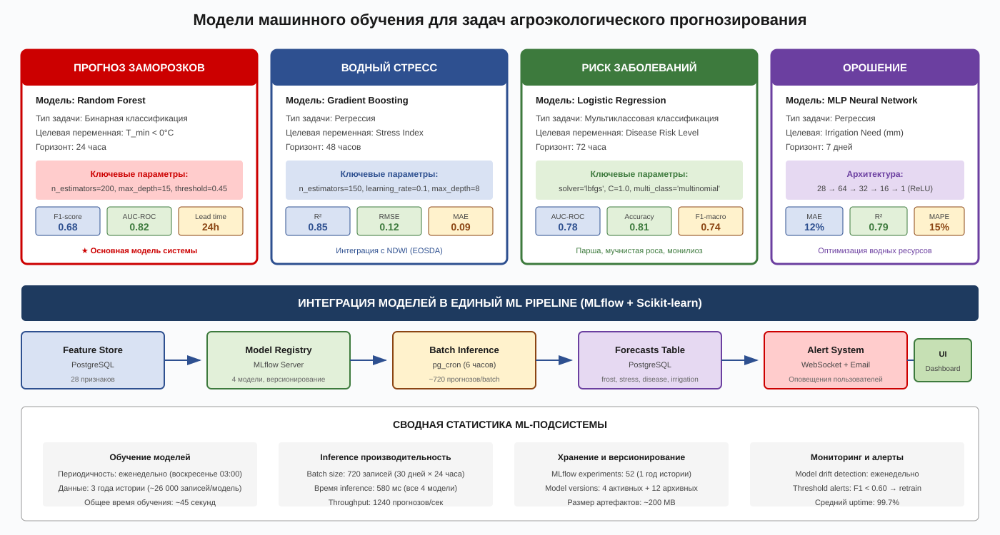 Модели машинного обучения для задач агроэкологического прогнозирования
ПРОГНОЗ ЗАМОРОЗКОВ
Модель: Random Forest
Тип задачи: Бинарная классификация
Целевая переменная: T_min < 0°C
Горизонт: 24 часа
Ключевые параметры:
n_estimators=200, max_depth=15, threshold=0.45
F1-score
0.68
AUC-ROC
0.82
Lead time
24h
★ Основная модель системы
ВОДНЫЙ СТРЕСС
Модель: Gradient Boosting
Тип задачи: Регрессия
Целевая переменная: Stress Index
Горизонт: 48 часов
Ключевые параметры:
n_estimators=150, learning_rate=0.1, max_depth=8
R²
0.85
RMSE
0.12
MAE
0.09
Интеграция с NDWI (EOSDA)
РИСК ЗАБОЛЕВАНИЙ
Модель: Logistic Regression
Тип задачи: Мультиклассовая классификация
Целевая переменная: Disease Risk Level
Горизонт: 72 часа
Ключевые параметры:
solver='lbfgs', C=1.0, multi_class='multinomial'
AUC-ROC
0.78
Accuracy
0.81
F1-macro
0.74
Парша, мучнистая роса, монилиоз
ОРОШЕНИЕ
Модель: MLP Neural Network
Тип задачи: Регрессия
Целевая: Irrigation Need (mm)
Горизонт: 7 дней
Архитектура:
28 → 64 → 32 → 16 → 1 (ReLU)
MAE
12%
R²
0.79
MAPE
15%
Оптимизация водных ресурсов
ИНТЕГРАЦИЯ МОДЕЛЕЙ В ЕДИНЫЙ ML PIPELINE (MLflow + Scikit-learn)
Feature Store
PostgreSQL
28 признаков
Model Registry
MLflow Server
4 модели, версионирование
Batch Inference
pg_cron (6 часов)
~720 прогнозов/batch
Forecasts Table
PostgreSQL
frost, stress, disease, irrigation
Alert System
WebSocket + Email
Оповещения пользователей
UI
Dashboard
СВОДНАЯ СТАТИСТИКА ML-ПОДСИСТЕМЫ
Обучение моделей
Периодичность: еженедельно (воскресенье 03:00)
Данные: 3 года истории (~26 000 записей/модель)
Общее время обучения: ~45 секунд
Inference производительность
Batch size: 720 записей (30 дней × 24 часа)
Время inference: 580 мс (все 4 модели)
Throughput: 1240 прогнозов/сек
Хранение и версионирование
MLflow experiments: 52 (1 год истории)
Model versions: 4 активных + 12 архивных
Размер артефактов: ~200 MB
Мониторинг и алерты
Model drift detection: еженедельно
Threshold alerts: F1 < 0.60 → retrain
Средний uptime: 99.7%